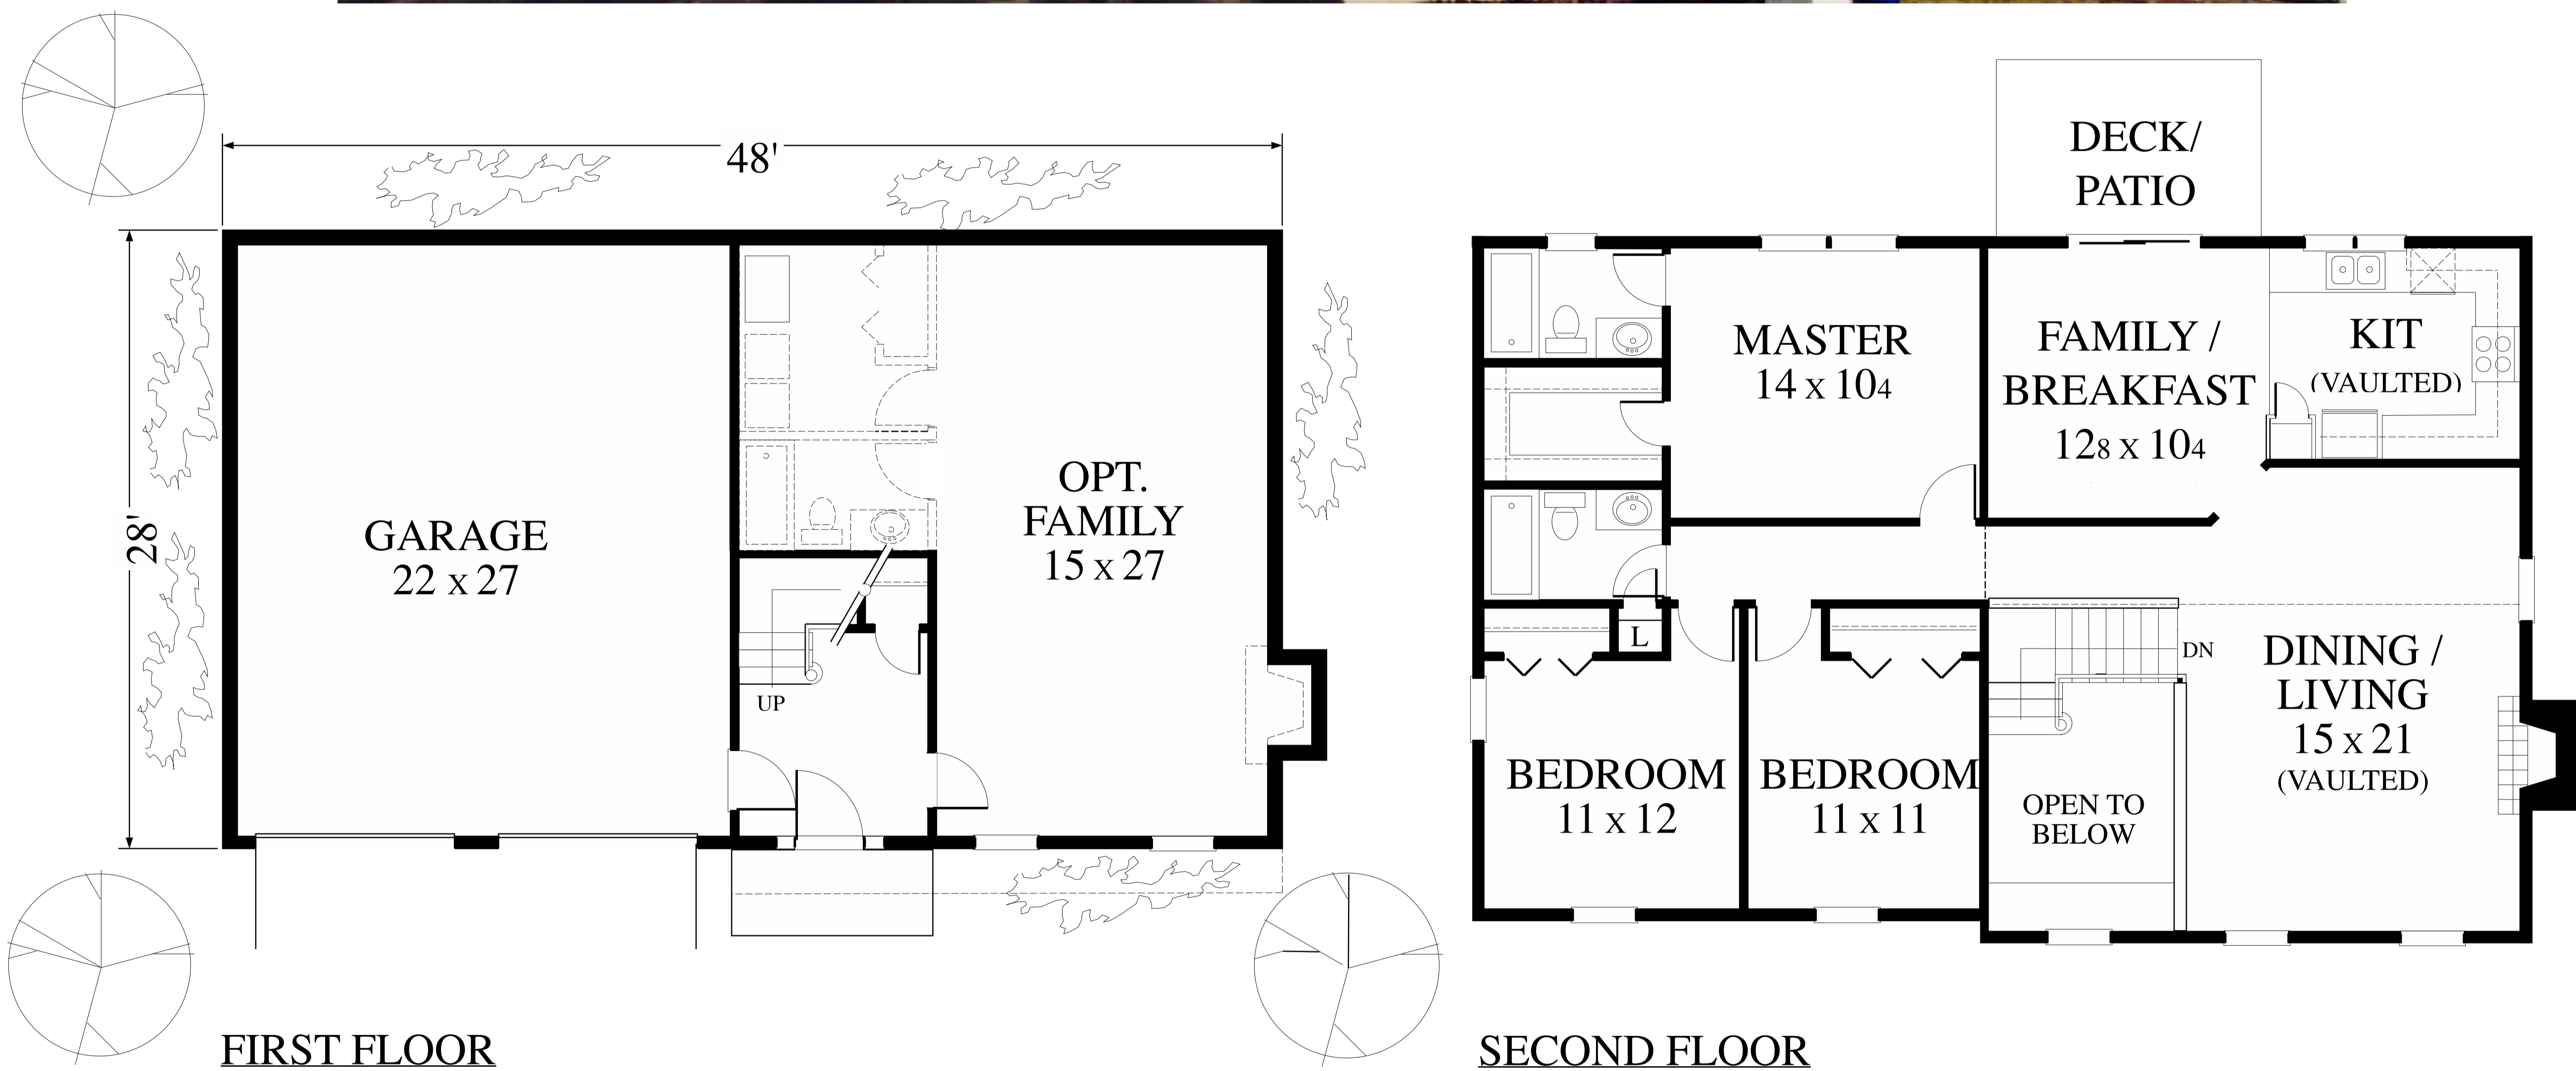 48'
28'
GARAGE
22 x 27
OPT.
FAMILY
15 x 27
UP
FIRST FLOOR
DECK/
PATIO
MASTER
14 x 104
FAMILY /
BREAKFAST
128 x 104
KIT
(VAULTED)
L
DN
DINING /
LIVING
15 x 21
(VAULTED)
BEDROOM
11 x 12
BEDROOM
11 x 11
OPEN TO
BELOW
SECOND FLOOR